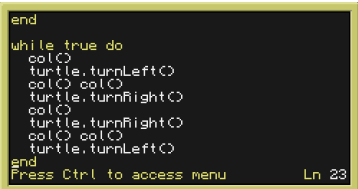 end

while true do
  col()
  turtle.turnLeft()
  col() col()
  turtle.turnRight()
  col()
  turtle.turnRight()
  col() col()
  turtle.turnLeft()
end
Press Ctrl to access menu Ln 23